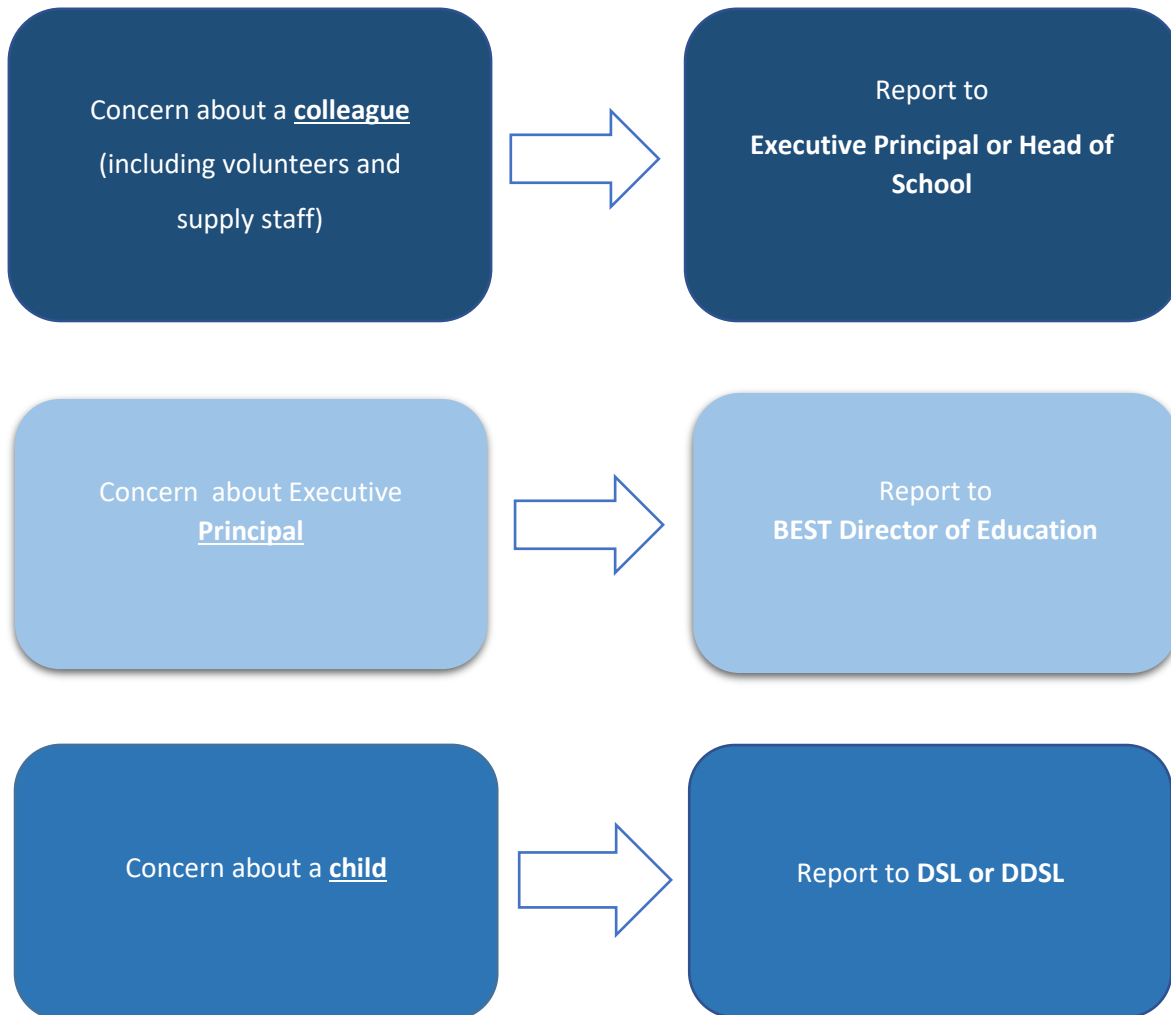 Concern about a colleague
(including volunteers and
supply staff)
Report to
Executive Principal or Head of
School
Concern about Executive
Principal
Report to
BEST Director of Education
Concern about a child
Report to DSL or DDSL